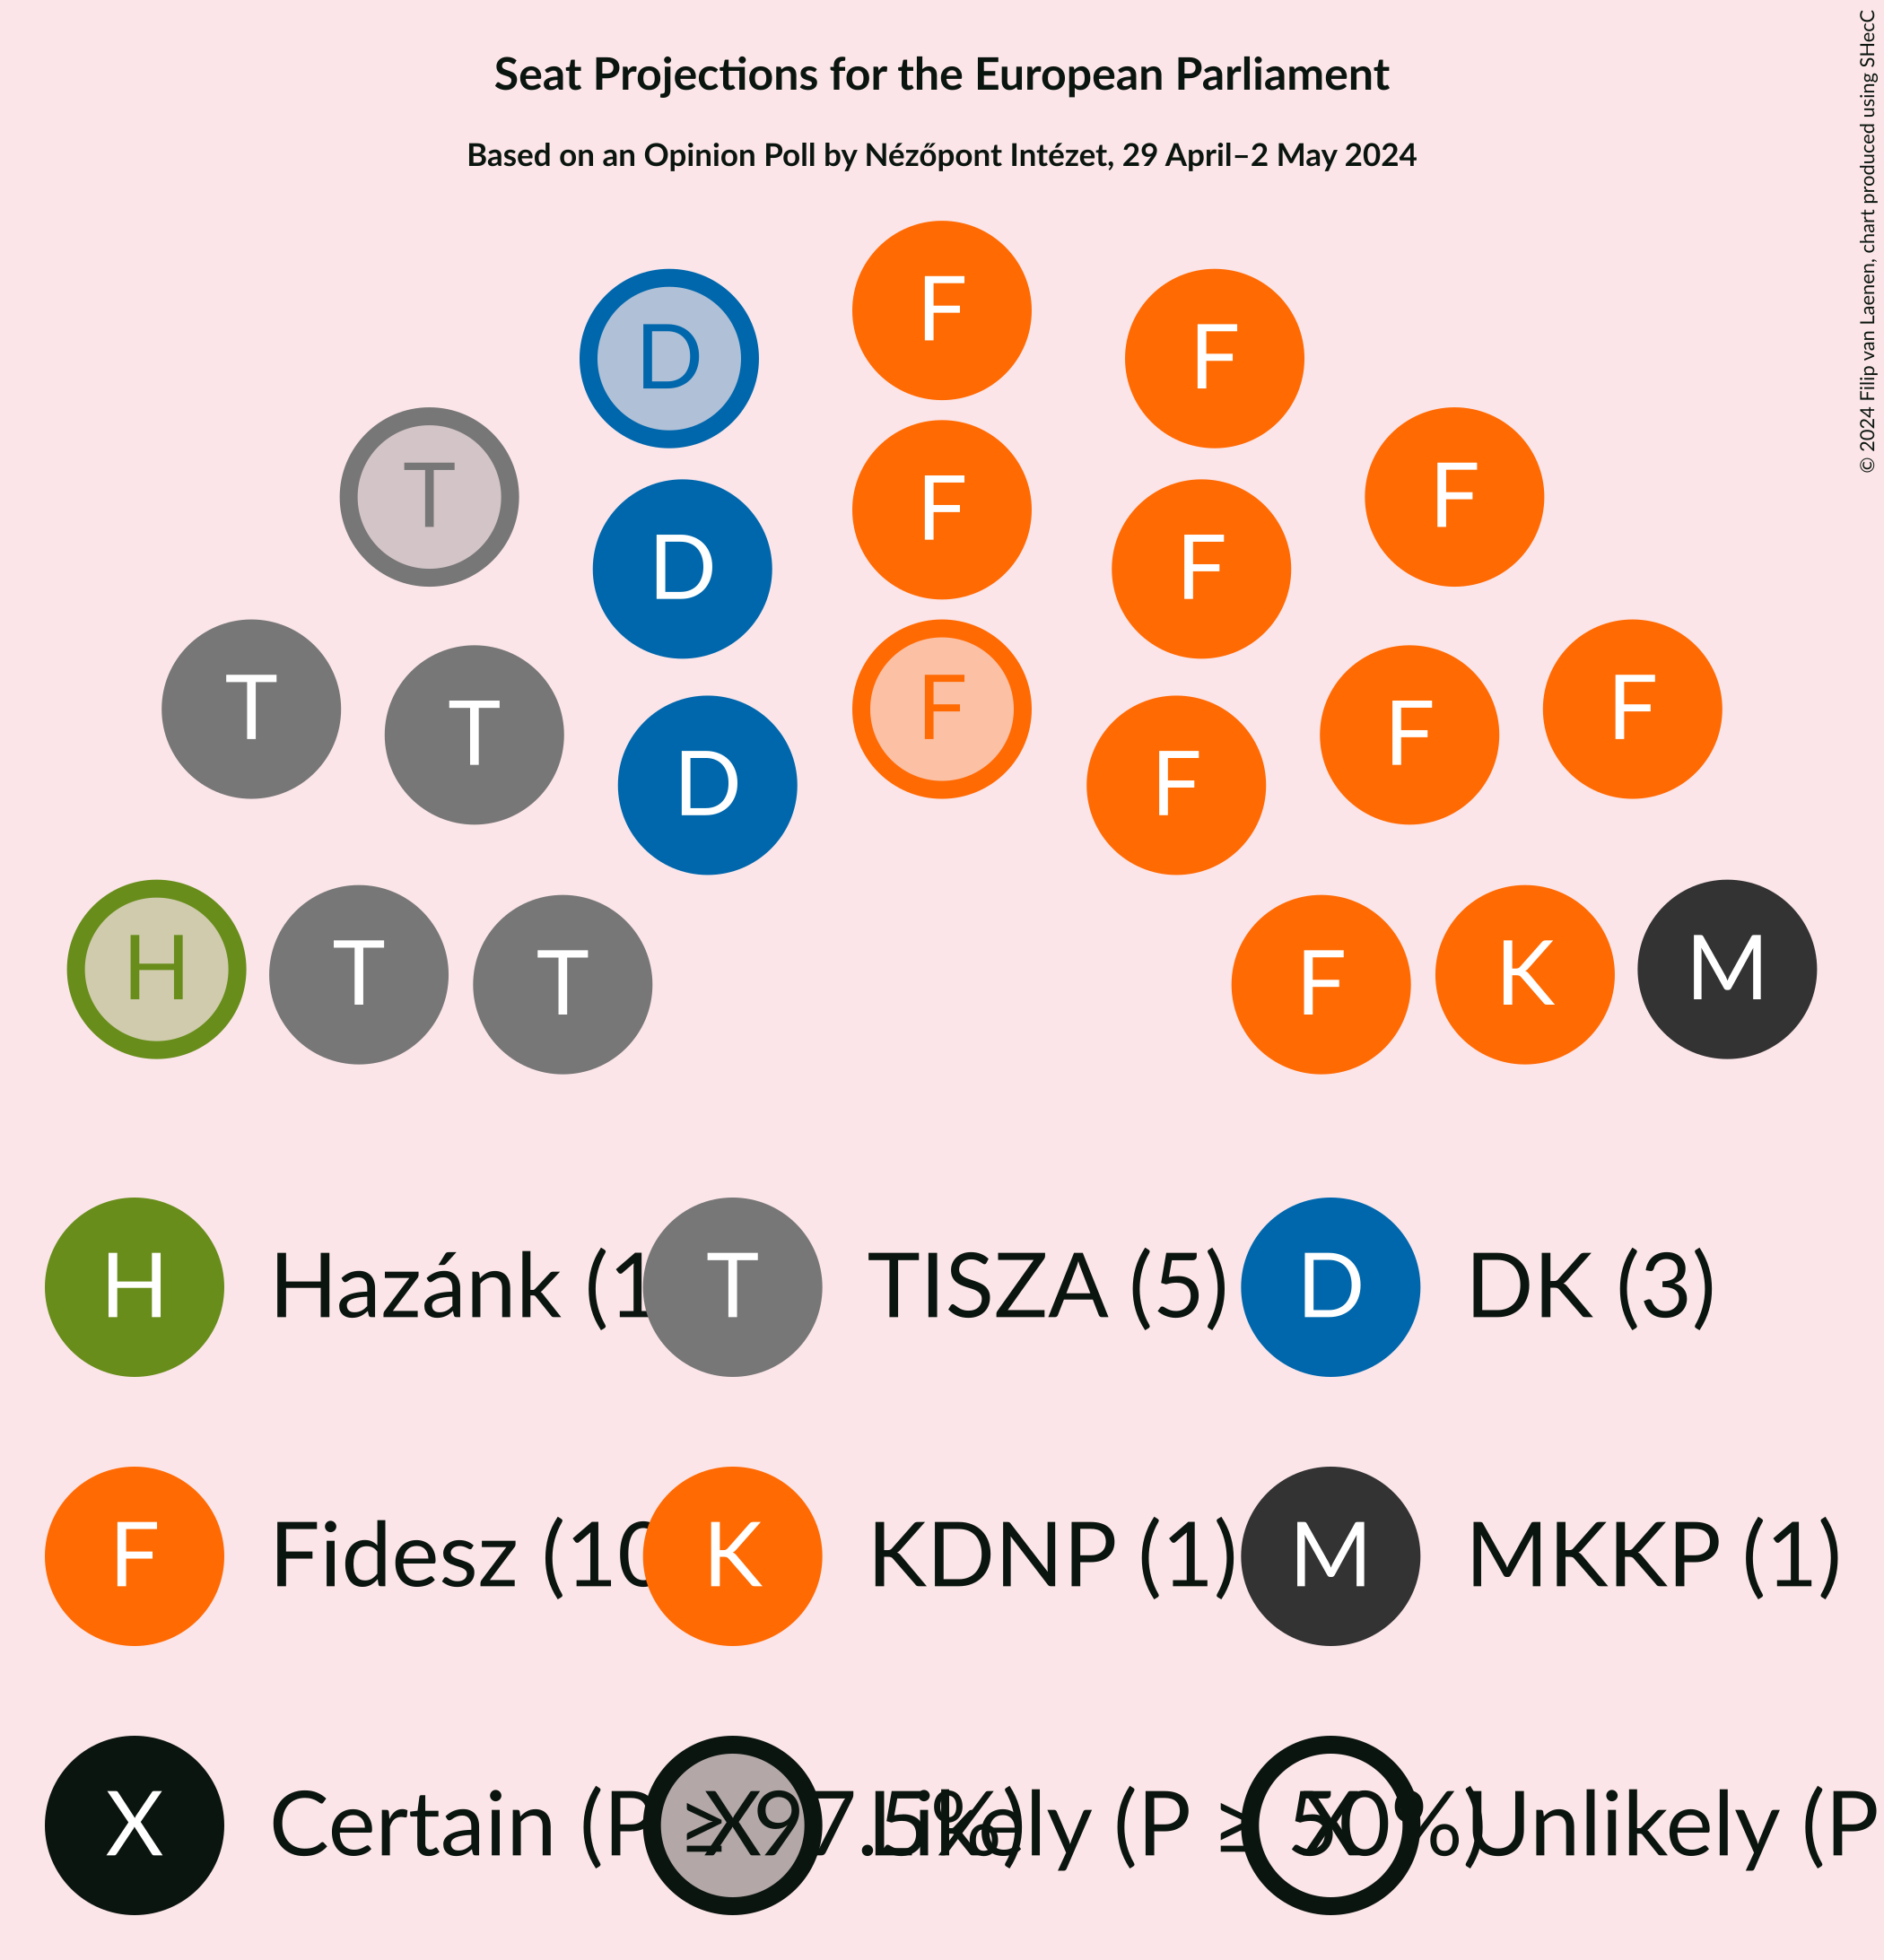 Seat Projections for the European Parliament
Based on an Opinion Poll by Nézőpont Intézet, 29 April–2 May 2024
© 2024 Filip van Laenen, chart produced using SHecC
F
D F
T F
F
D F
T F F
T F
D F
H T T F K M
H Hazánk (1 T TISZA (5) D DK (3)
F Fidesz (10 K KDNP (1) M MKKP (1)
X Certain (P ≥ 97.5%) X Likely (P ≥ 50%) X Unlikely (P